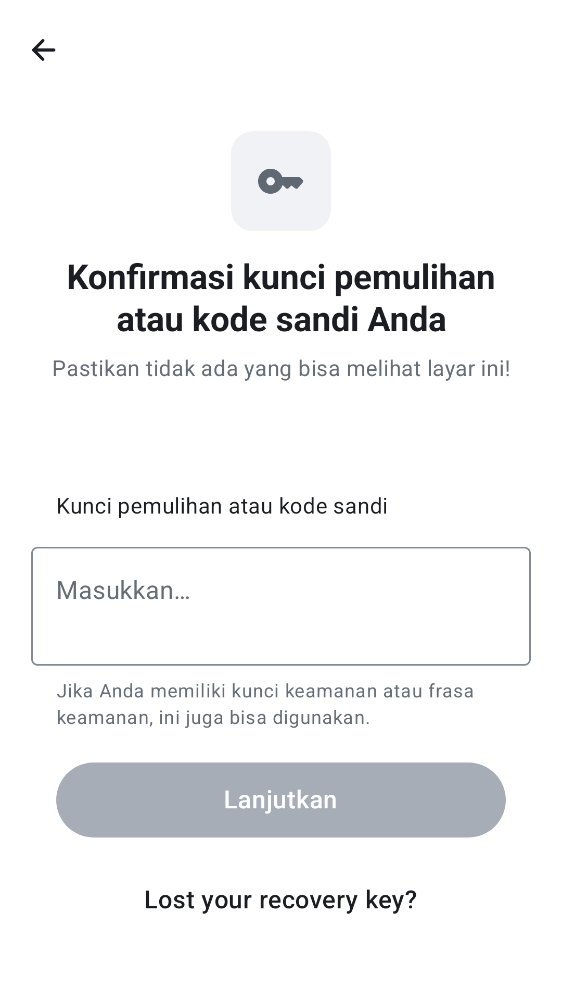 Konfirmasi kunci pemulihan
atau kode sandi Anda
Pastikan tidak ada yang bisa melihat layar ini!
Kunci pemulihan atau kode sandi
Masukkan…
Jika Anda memiliki kunci keamanan atau frasa
keamanan, ini juga bisa digunakan.
Lanjutkan
Lost your recovery key?